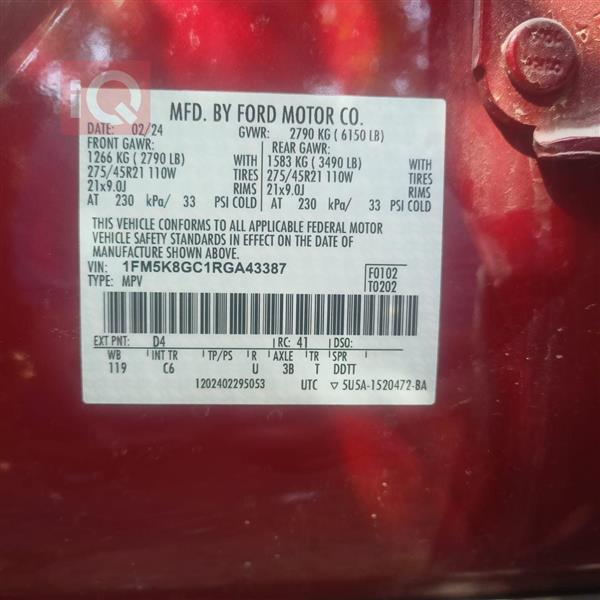 iQ
MFD. BY FORD MOTOR CO.
DATE: 02/24 GVWR: 2790 KG ( 6150 LB)
FRONT GAWR: REAR GAWR:
1266 KG ( 2790 LB) WITH 1583 KG ( 3490 LB) WITH
275/45R21 110W TIRES 275/45R21 110W TIRES
21x9.0J RIMS 21x9.0J RIMS
AT 230 kPa/ 33 PSI COLD AT 230 kPa/ 33 PSI COLD
THIS VEHICLE CONFORMS TO ALL APPLICABLE FEDERAL MOTOR
VEHICLE SAFETY STANDARDS IN EFFECT ON THE DATE OF
MANUFACTURE SHOWN ABOVE.
VIN: 1FM5K8GC1RGA43387 F0102
TYPE: MPV T0202
EXT PNT: D4 RC: 41 DSO:
WB INT TR TP/PS R AXLE TR SPR
119 C6 U 3B T DDTT
1202402295053 UTC ▽ 5U5A-1520472-BA